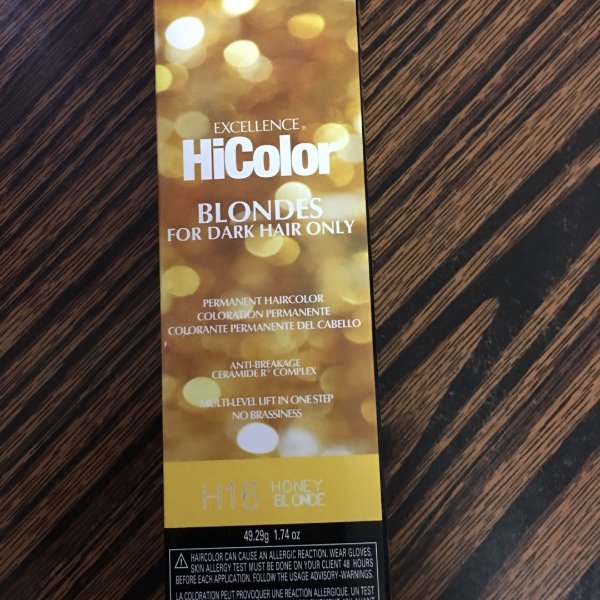 EXCELLENCE®
HiColor
BLONDES
FOR DARK HAIR ONLY
PERMANENT HAIRCOLOR
COLORATION PERMANENTE
COLORANTE PERMANENTE DEL CABELLO
ANTI-BREAKAGE
CERAMIDE R® COMPLEX
MULTI-LEVEL LIFT IN ONE STEP
NO BRASSINESS
H16 HONEY
BLONDE
49.29g 1.74 oz
HAIRCOLOR CAN CAUSE AN ALLERGIC REACTION. WEAR GLOVES.
SKIN ALLERGY TEST MUST BE DONE ON YOUR CLIENT 48 HOURS
BEFORE EACH APPLICATION. FOLLOW THE USAGE ADVISORY-WARNINGS.
LA COLORATION PEUT PROVOQUER UNE RÉACTION ALLERGIQUE. UN TEST